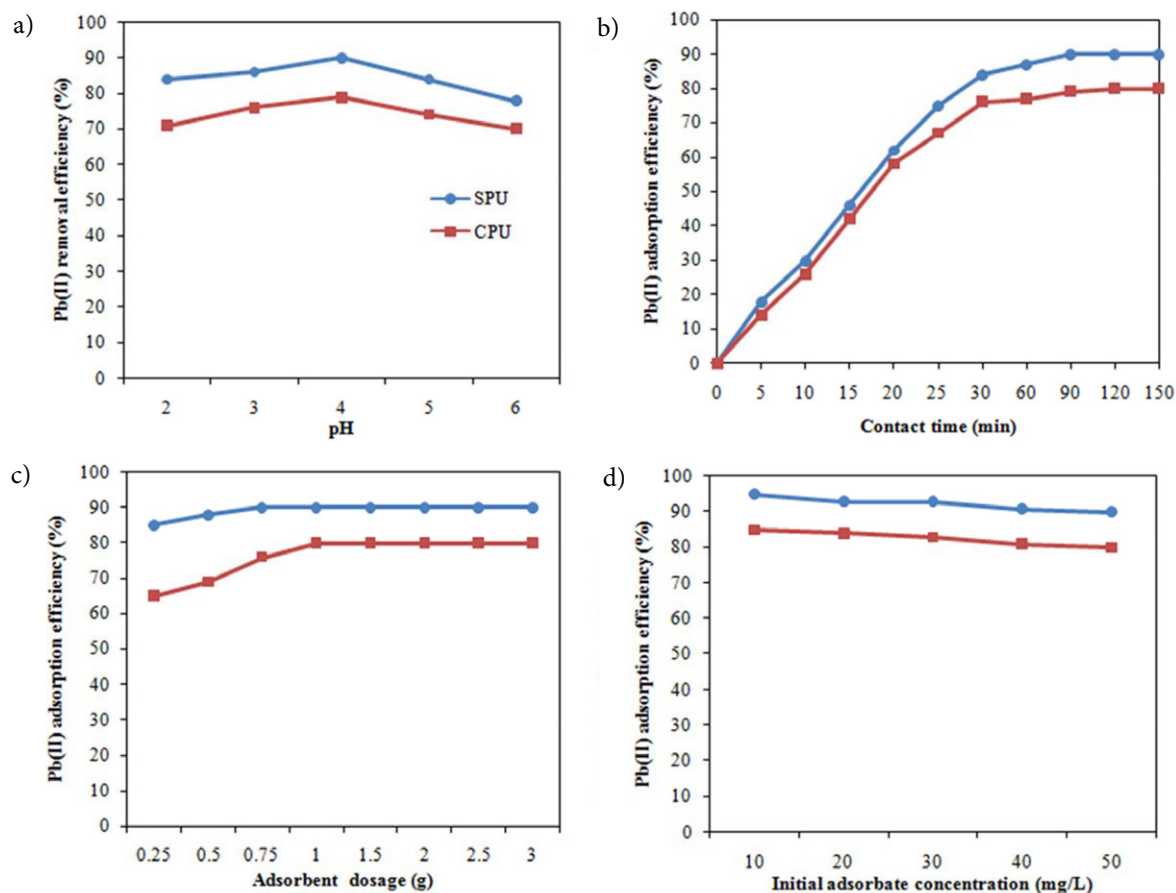 a)
Pb(II) removal efficiency (%)
100
90
80
70
60
50
40
30
20
10
0
SPU
CPU
2 3 4 5 6
pH
b)
Pb(II) adsorption efficiency (%)
100
90
80
70
60
50
40
30
20
10
0
0 5 10 15 20 25 30 60 90 120 150
Contact time (min)
c)
Pb(II) adsorption efficiency (%)
100
90
80
70
60
50
40
30
20
10
0
0.25 0.5 0.75 1 1.5 2 2.5 3
Adsorbent dosage (g)
d)
Pb(II) adsorption efficiency (%)
100
90
80
70
60
50
40
30
20
10
0
10 20 30 40 50
Initial adsorbate concentration (mg/L)